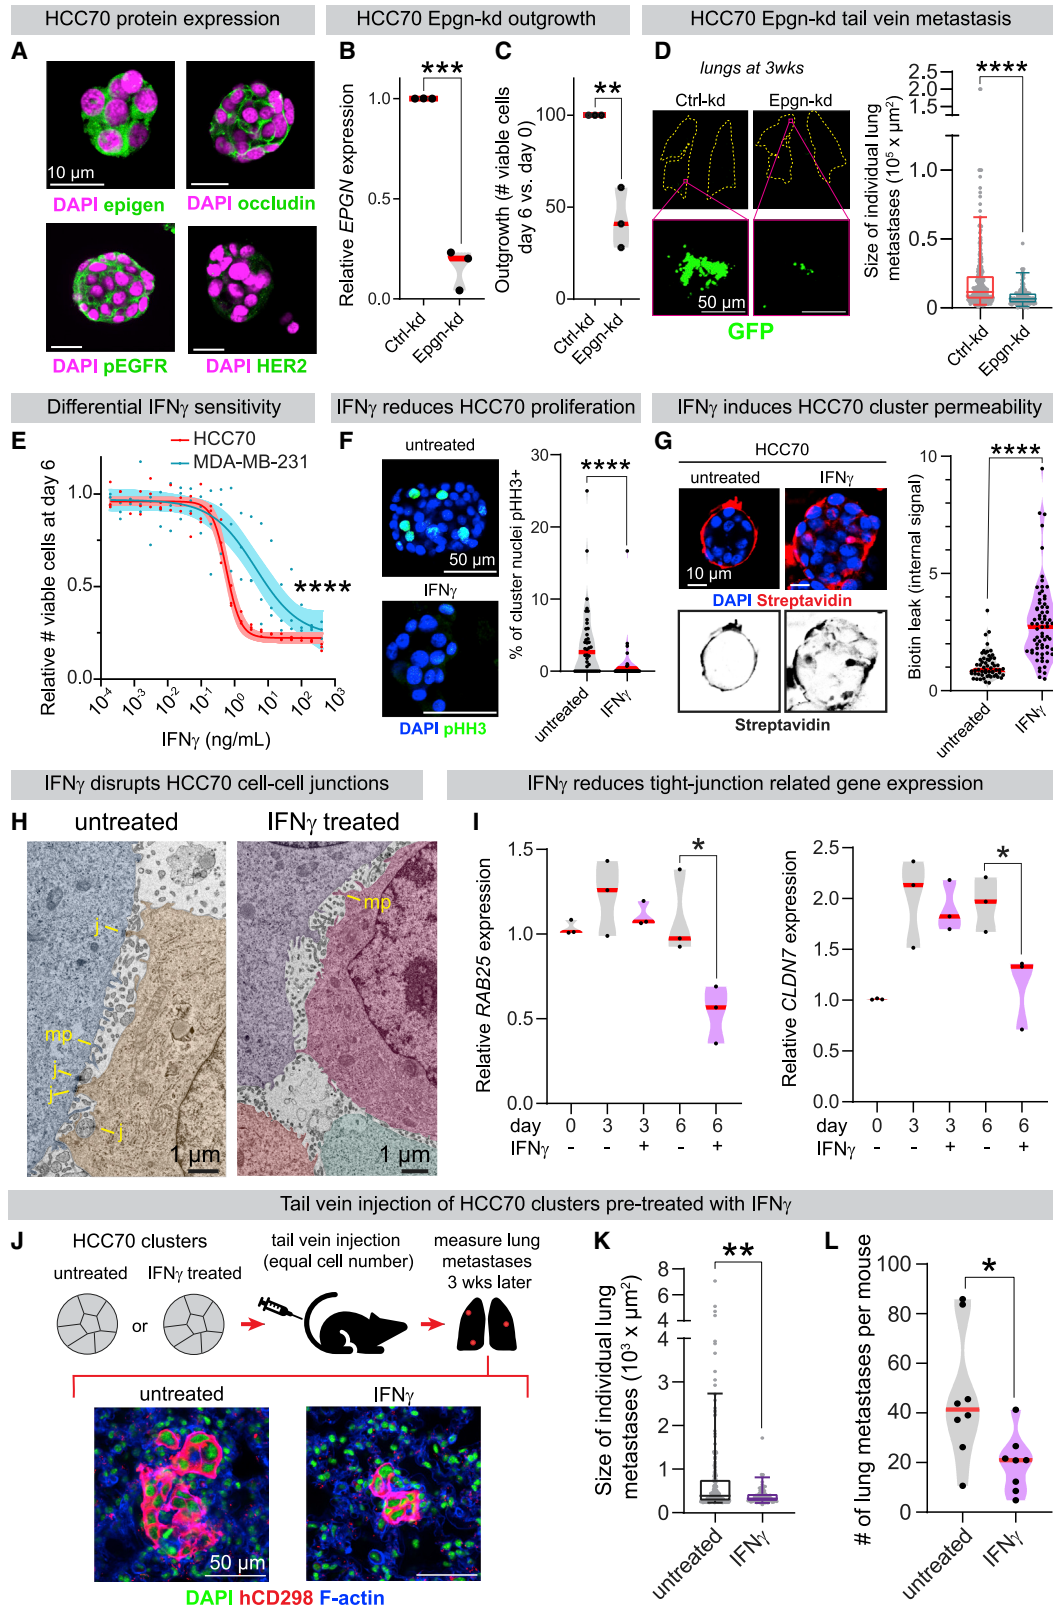 HCC70 protein expression
HCC70 Epgn-kd outgrowth
HCC70 Epgn-kd tail vein metastasis
A
10 µm
DAPI epigen
DAPI occludin
DAPI pEGFR
DAPI HER2
B
Relative EPGN expression
1.0
0.5
0.0
***
Ctrl-kd
Epgn-kd
C
Outgrowth (# viable cells
day 6 vs. day 0)
100
50
0
**
Ctrl-kd
Epgn-kd
D
lungs at 3wks
Ctrl-kd
Epgn-kd
50 µm
GFP
Size of individual lung
metastases (10⁵ x µm²)
2.5
2.0
1.5
1.0
0.5
0
****
Ctrl-kd
Epgn-kd
Differential IFNγ sensitivity
IFNγ reduces HCC70 proliferation
IFNγ induces HCC70 cluster permeability
E
HCC70
MDA-MB-231
Relative # viable cells at day 6
1.0
0.5
0.0
****
10⁻⁴
10⁻³
10⁻²
10⁻¹
10⁰
10¹
10²
10³
IFNγ (ng/mL)
F
untreated
50 µm
IFNγ
DAPI pHH3
% of cluster nuclei pHH3+
30
20
10
0
****
untreated
IFNγ
G
HCC70
untreated
IFNγ
10 µm
DAPI Streptavidin
Streptavidin
Biotin leak (internal signal)
10
5
4
3
2
1
0
****
untreated
IFNγ
IFNγ disrupts HCC70 cell-cell junctions
IFNγ reduces tight-junction related gene expression
H
untreated
IFNγ treated
j
mp
j
j
j
1 µm
mp
1 µm
I
Relative RAB25 expression
1.5
1.0
0.5
0.0
*
0 3 3 6 6
day
IFNγ - - + - +
Relative CLDN7 expression
2.5
2.0
1.5
1.0
0.5
0.0
*
0 3 3 6 6
day
IFNγ - - + - +
Tail vein injection of HCC70 clusters pre-treated with IFNγ
J
HCC70 clusters
untreated
or
IFNγ treated
tail vein injection
(equal cell number)
measure lung
metastases
3 wks later
untreated
IFNγ
50 µm
DAPI hCD298 F-actin
K
Size of individual lung
metastases (10³ x µm²)
8
6
4
4
3
2
1
0
**
untreated
IFNγ
L
# of lung metastases per mouse
100
80
60
40
20
0
*
untreated
IFNγ